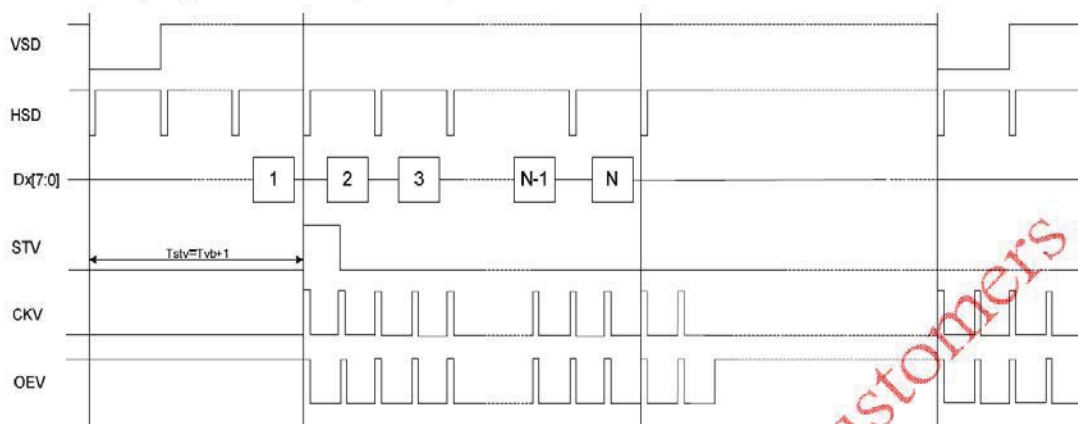 VSD
HSD
Dx[7:0]
1
2
3
N-1
N
STV
Tstv=Tvb+1
CKV
OEV